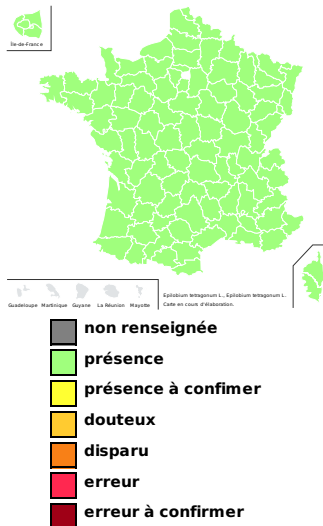 Île-de-France
Guadeloupe Martinique Guyane La Réunion Mayotte
Epilobium tetragonum L., Epilobium tetragonum L.
Carte en cours d'élaboration.
non renseignée
présence
présence à confimer
douteux
disparu
erreur
erreur à confirmer